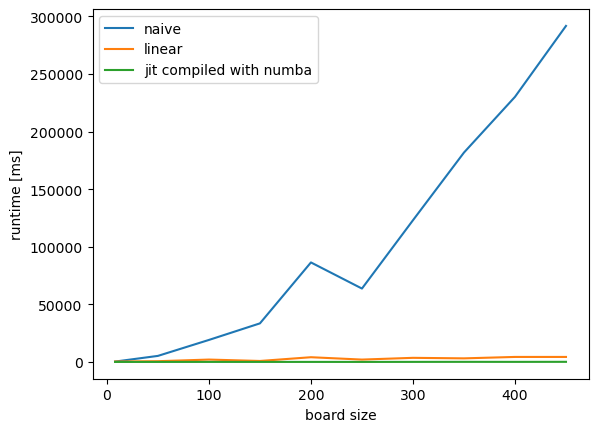 naive
linear
jit compiled with numba
runtime [ms]
300000
250000
200000
150000
100000
50000
0
0 100 200 300 400
board size